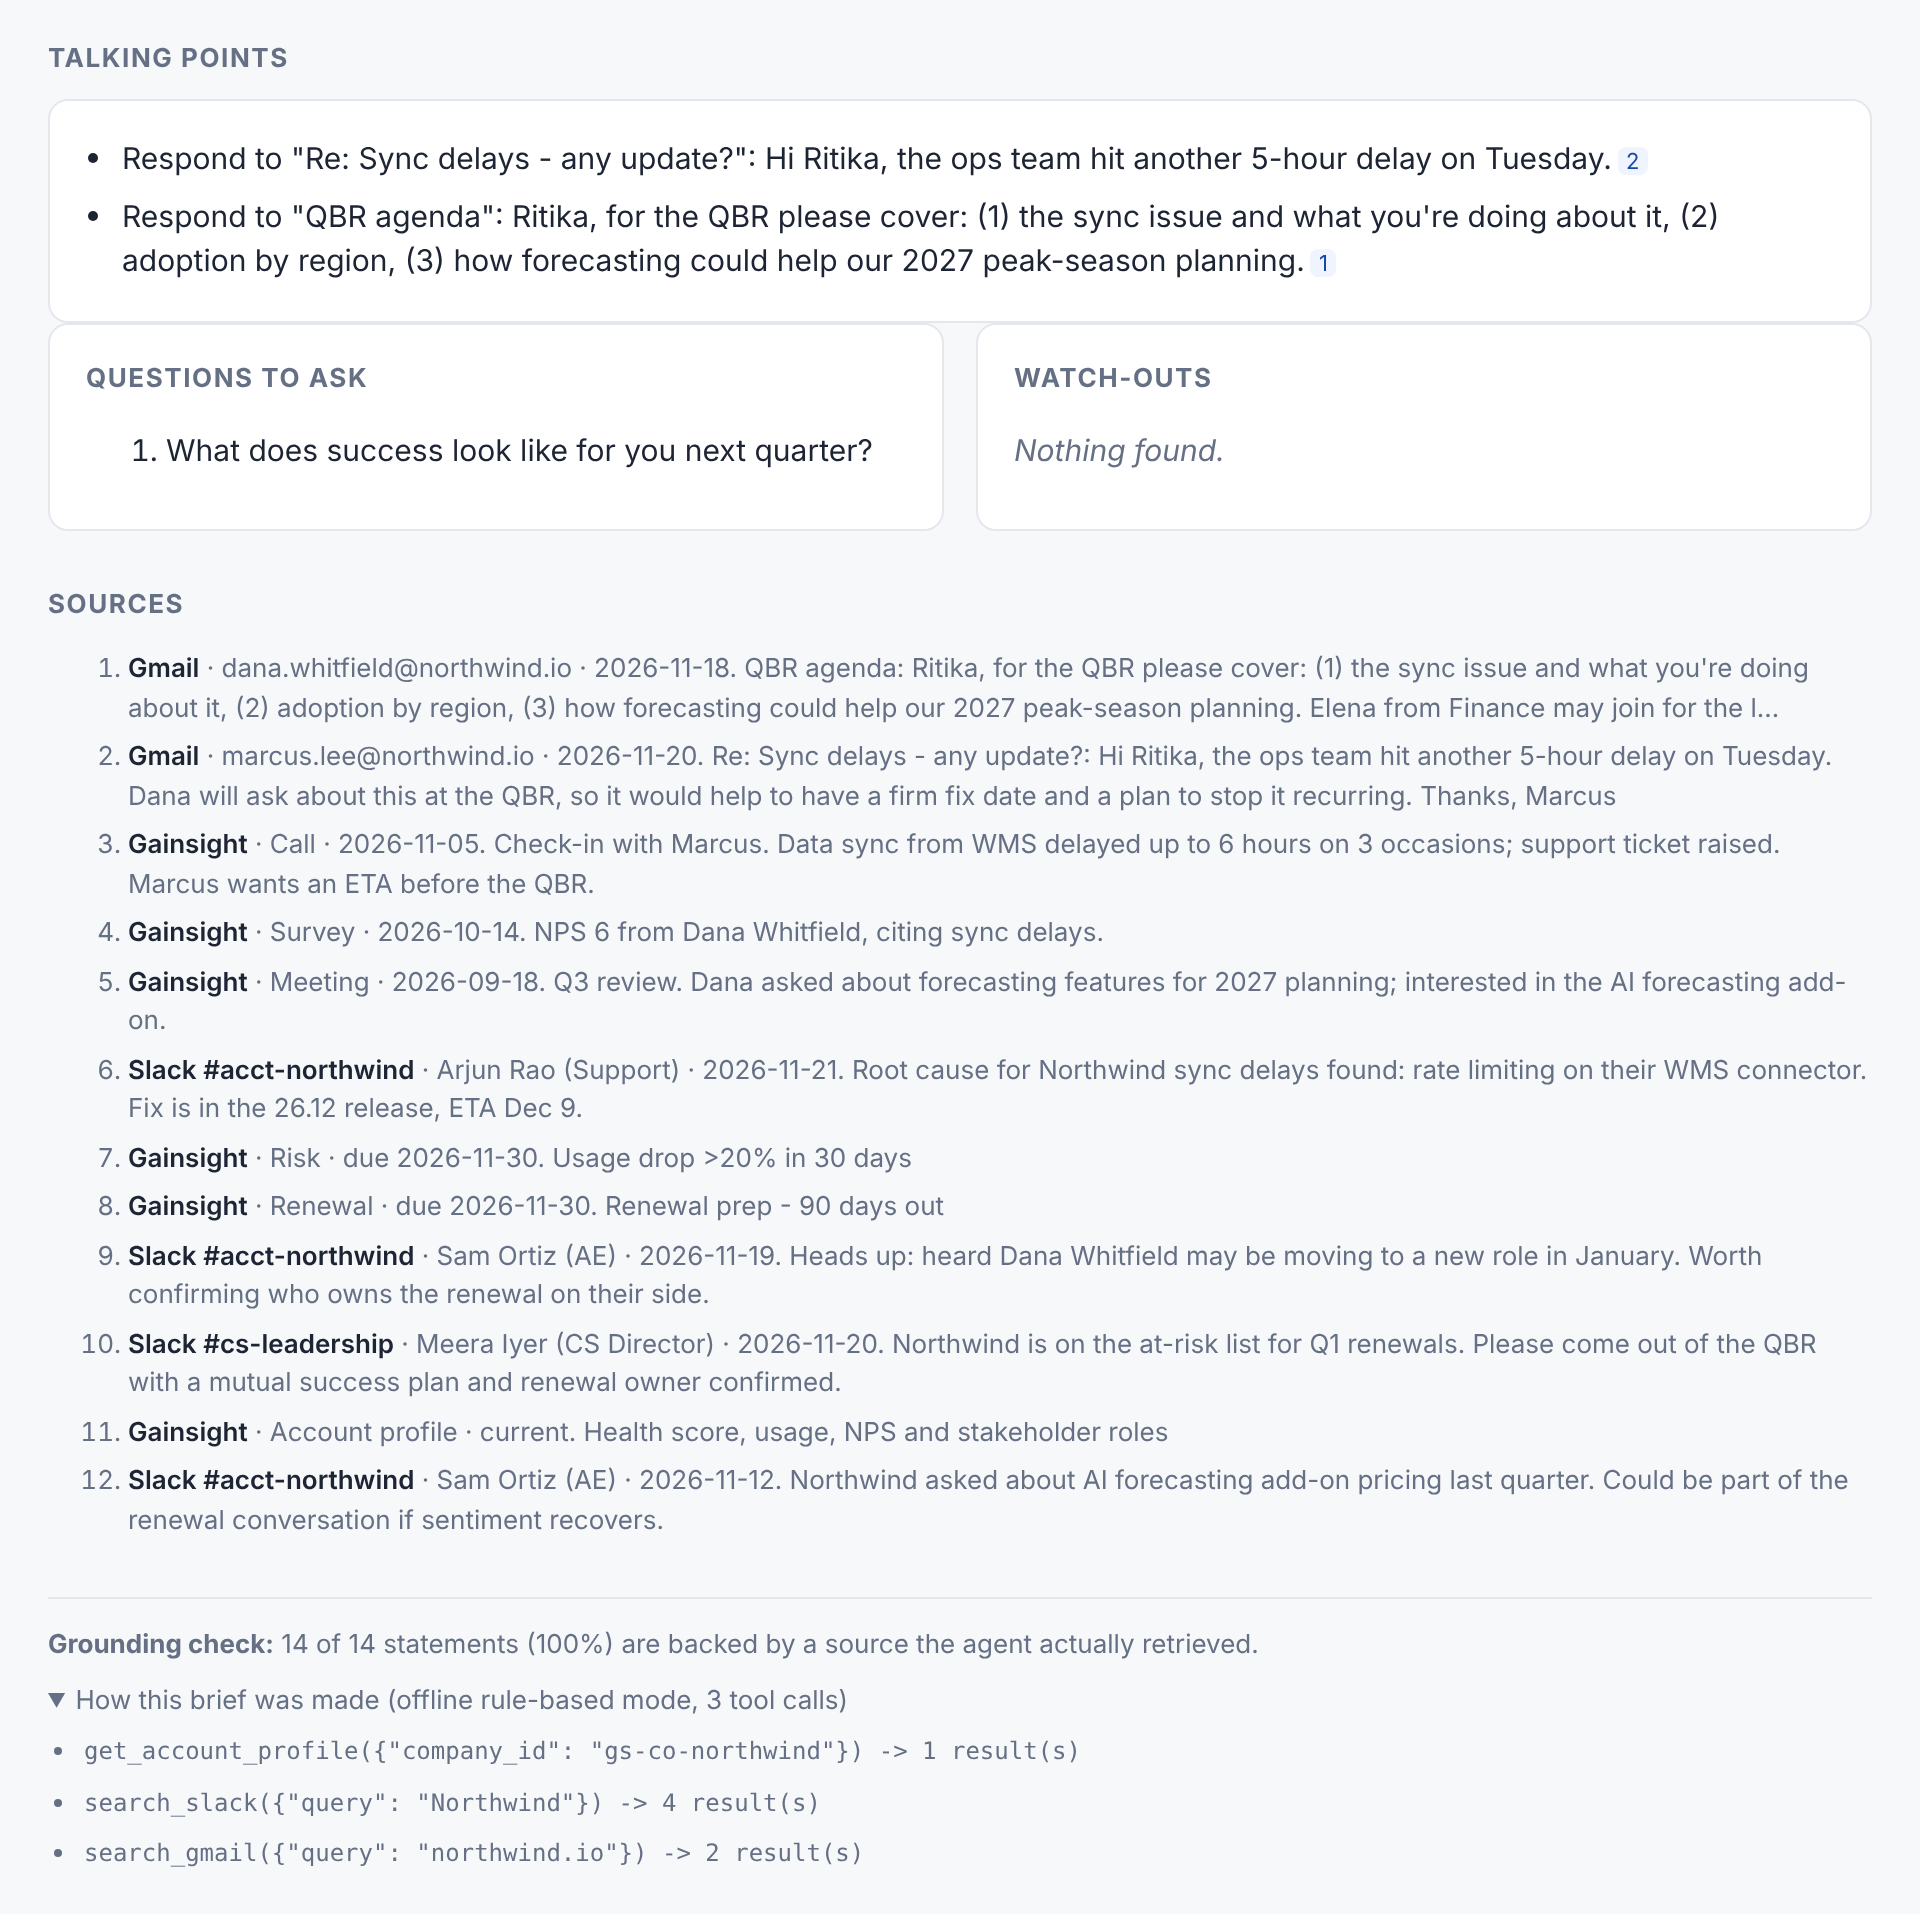 TALKING POINTS
• Respond to "Re: Sync delays - any update?": Hi Ritika, the ops team hit another 5-hour delay on Tuesday. 2
• Respond to "QBR agenda": Ritika, for the QBR please cover: (1) the sync issue and what you're doing about it, (2)
adoption by region, (3) how forecasting could help our 2027 peak-season planning. 1
QUESTIONS TO ASK
1. What does success look like for you next quarter?
WATCH-OUTS
Nothing found.
SOURCES
1. Gmail · dana.whitfield@northwind.io · 2026-11-18. QBR agenda: Ritika, for the QBR please cover: (1) the sync issue and what you're doing
about it, (2) adoption by region, (3) how forecasting could help our 2027 peak-season planning. Elena from Finance may join for the l...
2. Gmail · marcus.lee@northwind.io · 2026-11-20. Re: Sync delays - any update?: Hi Ritika, the ops team hit another 5-hour delay on Tuesday.
Dana will ask about this at the QBR, so it would help to have a firm fix date and a plan to stop it recurring. Thanks, Marcus
3. Gainsight · Call · 2026-11-05. Check-in with Marcus. Data sync from WMS delayed up to 6 hours on 3 occasions; support ticket raised.
Marcus wants an ETA before the QBR.
4. Gainsight · Survey · 2026-10-14. NPS 6 from Dana Whitfield, citing sync delays.
5. Gainsight · Meeting · 2026-09-18. Q3 review. Dana asked about forecasting features for 2027 planning; interested in the AI forecasting add-
on.
6. Slack #acct-northwind · Arjun Rao (Support) · 2026-11-21. Root cause for Northwind sync delays found: rate limiting on their WMS connector.
Fix is in the 26.12 release, ETA Dec 9.
7. Gainsight · Risk · due 2026-11-30. Usage drop >20% in 30 days
8. Gainsight · Renewal · due 2026-11-30. Renewal prep - 90 days out
9. Slack #acct-northwind · Sam Ortiz (AE) · 2026-11-19. Heads up: heard Dana Whitfield may be moving to a new role in January. Worth
confirming who owns the renewal on their side.
10. Slack #cs-leadership · Meera Iyer (CS Director) · 2026-11-20. Northwind is on the at-risk list for Q1 renewals. Please come out of the QBR
with a mutual success plan and renewal owner confirmed.
11. Gainsight · Account profile · current. Health score, usage, NPS and stakeholder roles
12. Slack #acct-northwind · Sam Ortiz (AE) · 2026-11-12. Northwind asked about AI forecasting add-on pricing last quarter. Could be part of the
renewal conversation if sentiment recovers.
Grounding check: 14 of 14 statements (100%) are backed by a source the agent actually retrieved.
▼ How this brief was made (offline rule-based mode, 3 tool calls)
• get_account_profile({"company_id": "gs-co-northwind"}) -> 1 result(s)
• search_slack({"query": "Northwind"}) -> 4 result(s)
• search_gmail({"query": "northwind.io"}) -> 2 result(s)